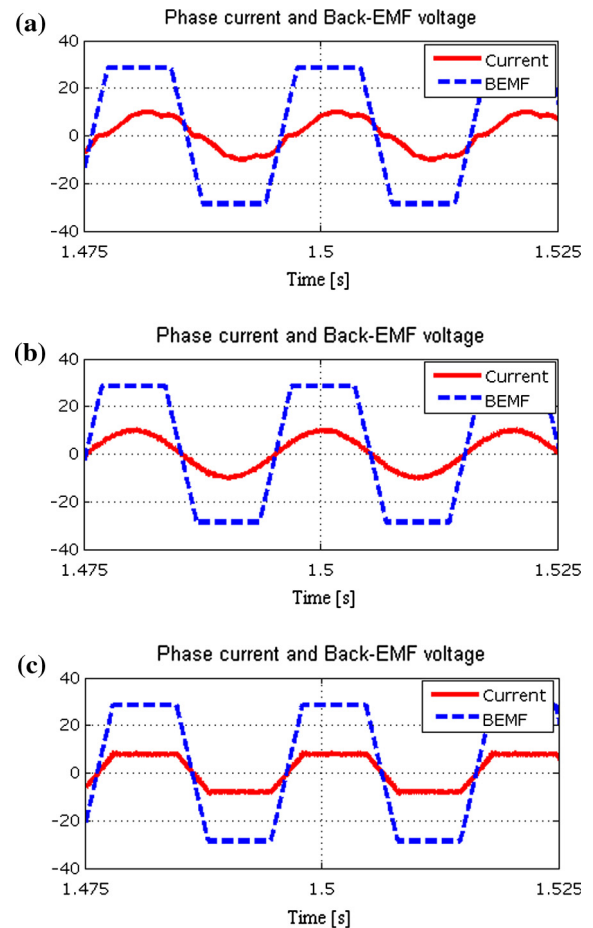 (a)
Phase current and Back-EMF voltage
40
20
0
-20
-40
Current
BEMF
1.475
1.5
1.525
Time [s]
(b)
Phase current and Back-EMF voltage
40
20
0
-20
-40
Current
BEMF
1.475
1.5
1.525
Time [s]
(c)
Phase current and Back-EMF voltage
40
20
0
-20
-40
Current
BEMF
1.475
1.5
1.525
Time [s]